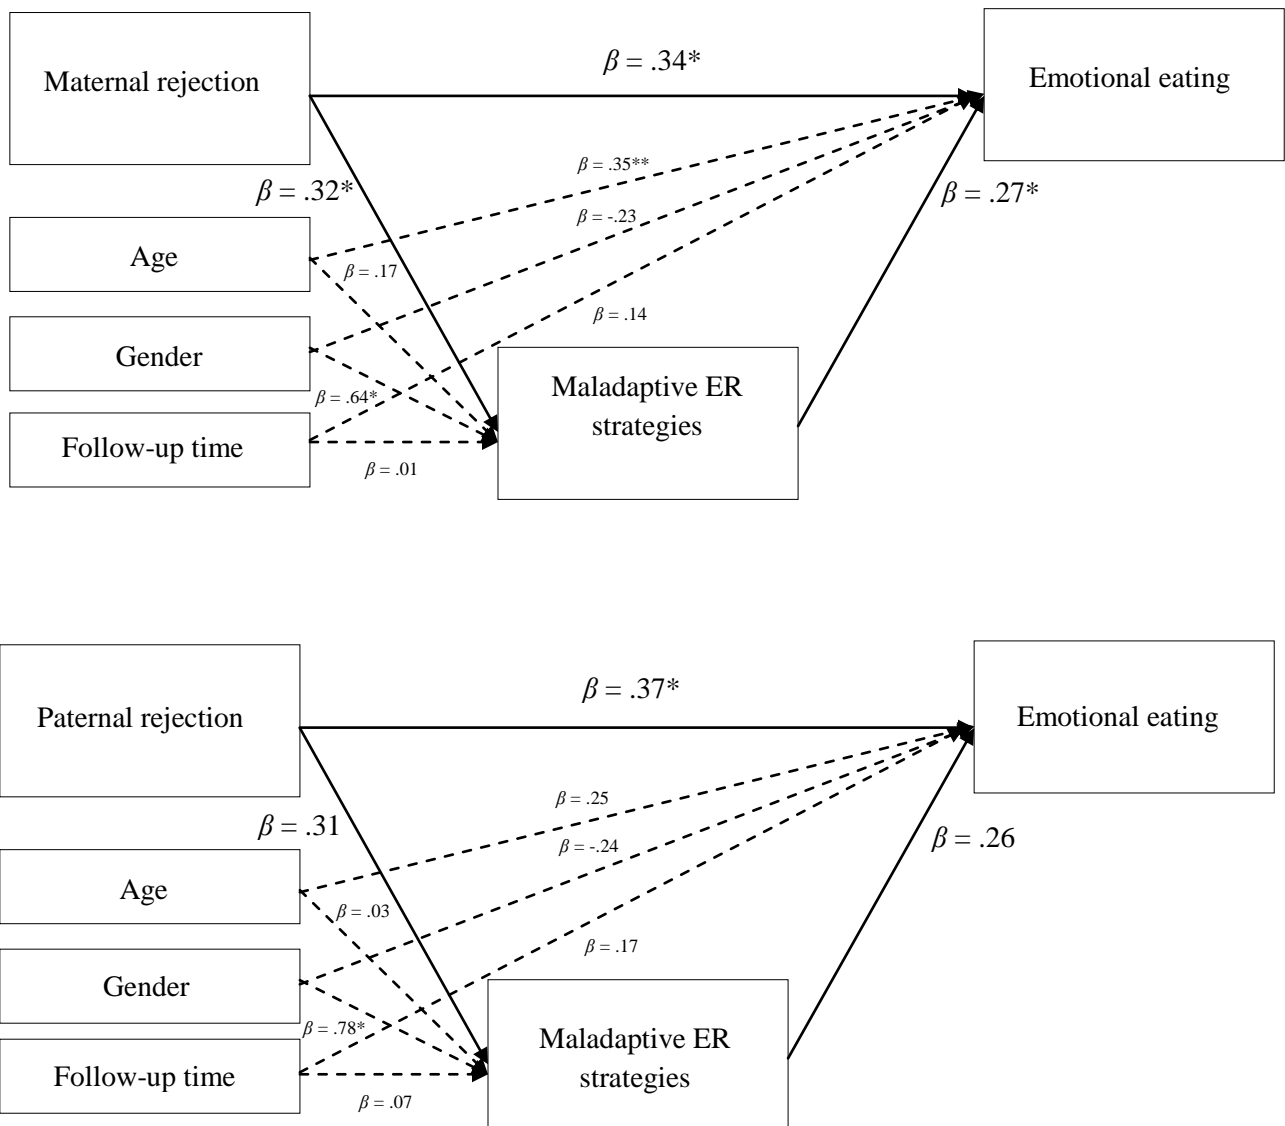 β = .34*
Maternal rejection
Emotional eating
β = .35**
β = .32*
β = .27*
β = -.23
Age
β = .17
β = .14
Gender
Maladaptive ER
strategies
β = .64*
Follow-up time
β = .01
β = .37*
Paternal rejection
Emotional eating
β = .25
β = .31
β = .26
β = -.24
Age
β = .03
β = .17
Gender
β = .78*
Maladaptive ER
strategies
Follow-up time
β = .07